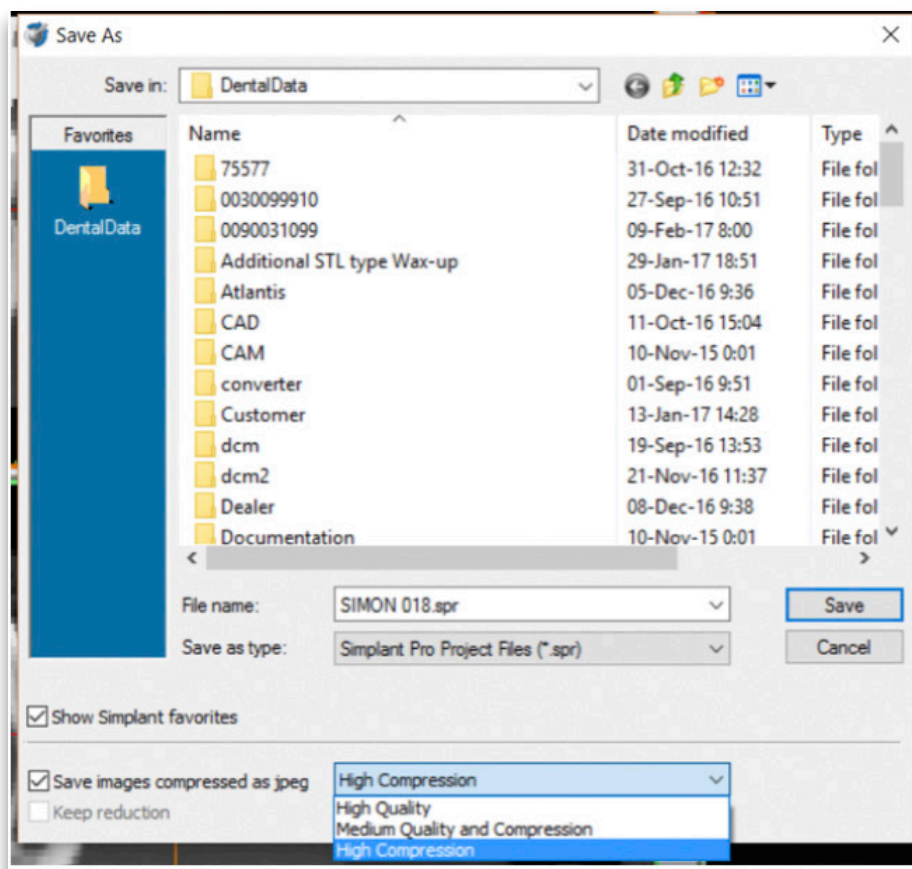 Save As
Save in: DentalData
Favorites
DentalData
Name Date modified Type
75577 31-Oct-16 12:32 File fol
0030099910 27-Sep-16 10:51 File fol
0090031099 09-Feb-17 8:00 File fol
Additional STL type Wax-up 29-Jan-17 18:51 File fol
Atlantis 05-Dec-16 9:36 File fol
CAD 11-Oct-16 15:04 File fol
CAM 10-Nov-15 0:01 File fol
converter 01-Sep-16 9:51 File fol
Customer 13-Jan-17 14:28 File fol
dcm 19-Sep-16 13:53 File fol
dcm2 21-Nov-16 11:37 File fol
Dealer 08-Dec-16 9:38 File fol
Documentation 10-Nov-15 0:01 File fol
File name: SIMON 018.spr Save
Save as type: Simplant Pro Project Files (*.spr) Cancel
Show Simplant favorites
Save images compressed as jpeg High Compression
Keep reduction
High Quality
Medium Quality and Compression
High Compression